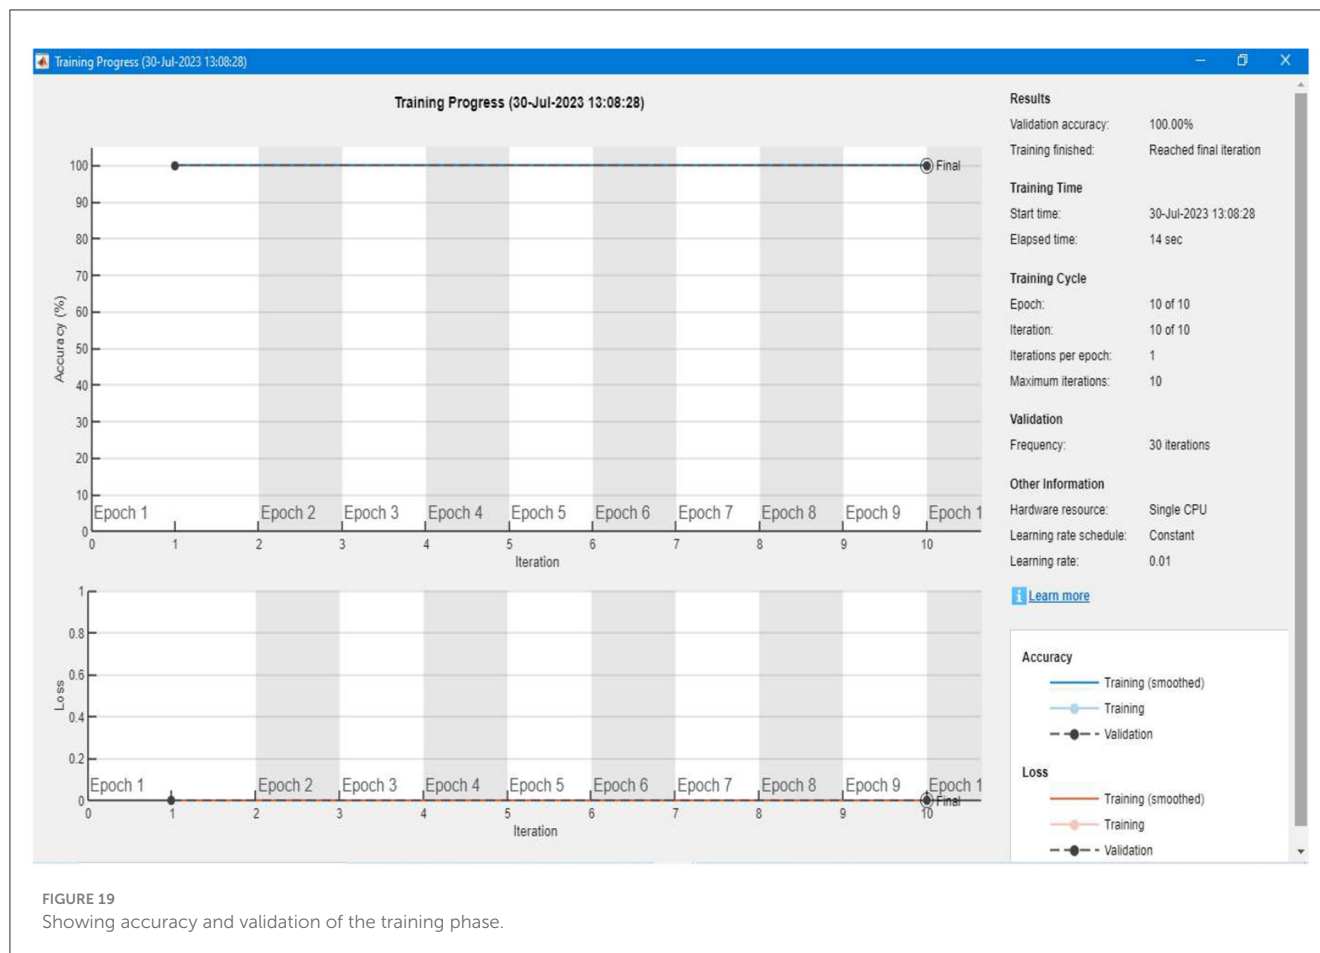 Training Progress (30-Jul-2023 13:08:28)
Training Progress (30-Jul-2023 13:08:28)
100
90
80
70
60
50
40
30
20
10
0
Accuracy (%)
Final
Epoch 1 Epoch 2 Epoch 3 Epoch 4 Epoch 5 Epoch 6 Epoch 7 Epoch 8 Epoch 9 Epoch 1
0 1 2 3 4 5 6 7 8 9 10
Iteration
1
0.8
0.6
0.4
0.2
0
Loss
Epoch 1 Epoch 2 Epoch 3 Epoch 4 Epoch 5 Epoch 6 Epoch 7 Epoch 8 Epoch 9 Epoch 1
Final
0 1 2 3 4 5 6 7 8 9 10
Iteration
Results
Validation accuracy: 100.00%
Training finished: Reached final iteration
Training Time
Start time: 30-Jul-2023 13:08:28
Elapsed time: 14 sec
Training Cycle
Epoch: 10 of 10
Iteration: 10 of 10
Iterations per epoch: 1
Maximum iterations: 10
Validation
Frequency: 30 iterations
Other Information
Hardware resource: Single CPU
Learning rate schedule: Constant
Learning rate: 0.01
i Learn more
Accuracy
Training (smoothed)
Training
Validation
Loss
Training (smoothed)
Training
Validation
FIGURE 19
Showing accuracy and validation of the training phase.